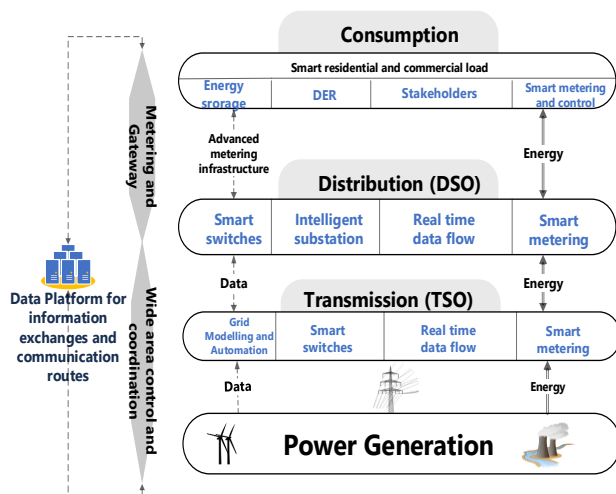 Consumption
Smart residential and commercial load
Energy
srorage
DER
Stakeholders
Smart metering
and control
Advanced
metering
infrastructure
Energy
Metering and
Gateway
Distribution (DSO)
Smart
switches
Intelligent
substation
Real time
data flow
Smart
metering
Data
Energy
Transmission (TSO)
Grid
Modelling and
Automation
Smart
switches
Real time
data flow
Smart
metering
Data Platform for
information
exchanges and
communication
routes
Wide area control and
coordination
Data
Energy
Power Generation